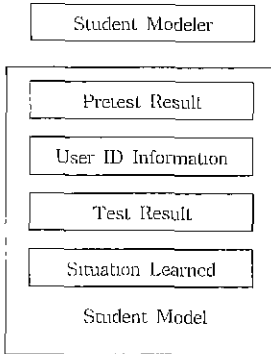 Student Modeler
Pretest Result
User ID Information
Test Result
Situation Learned
Student Model